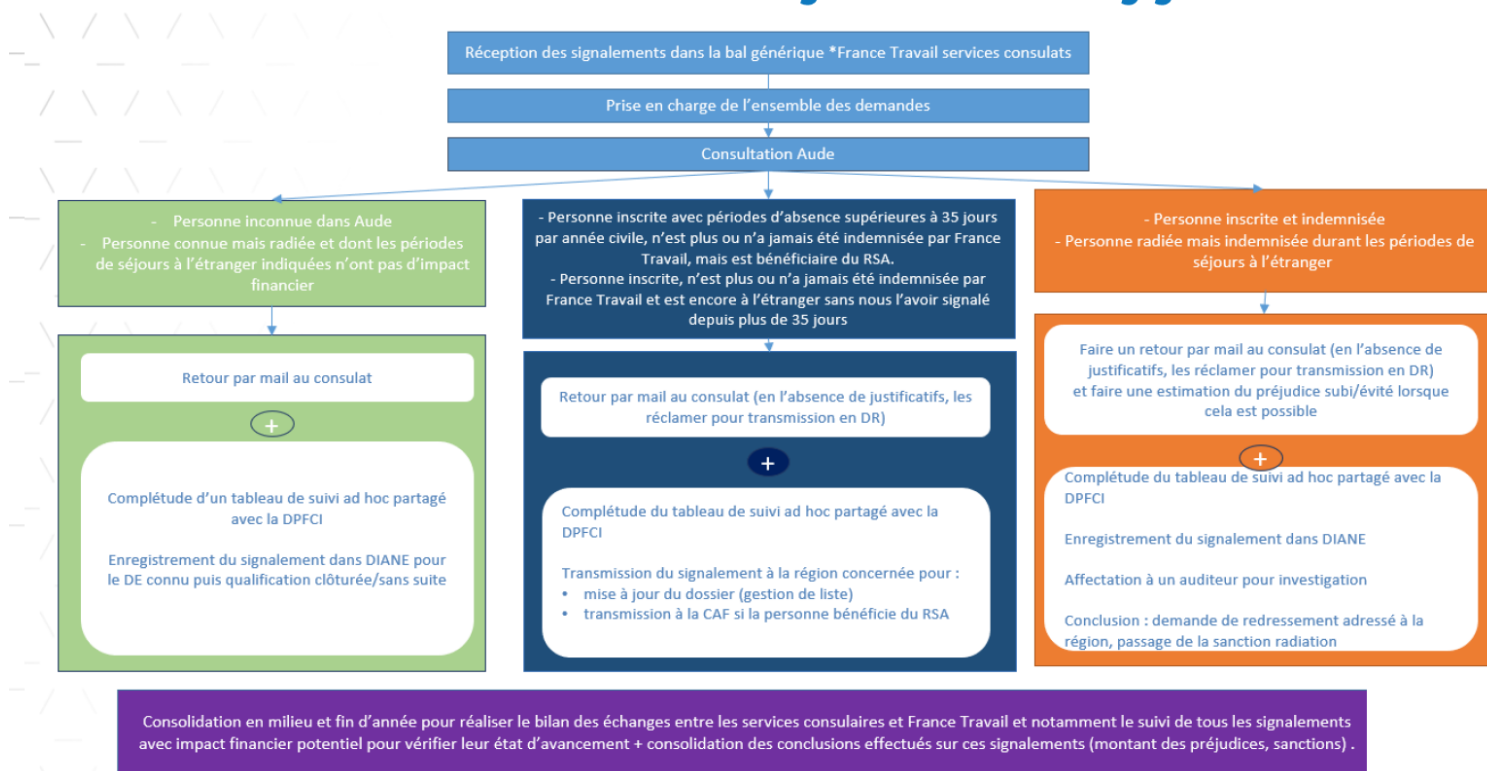 Réception des signalements dans la bal générique *France Travail services consulats
Prise en charge de l'ensemble des demandes
Consultation Aude
- Personne inconnue dans Aude
- Personne connue mais radiée et dont les périodes
de séjours à l'étranger indiquées n'ont pas d'impact
financier
- Personne inscrite avec périodes d'absence supérieures à 35 jours
par année civile, n'est plus ou n'a jamais été indemnisée par France
Travail, mais est bénéficiaire du RSA.
- Personne inscrite, n'est plus ou n'a jamais été indemnisée par
France Travail et est encore à l'étranger sans nous l'avoir signalé
depuis plus de 35 jours
- Personne inscrite et indemnisée
- Personne radiée mais indemnisée durant les périodes de
séjours à l'étranger
Retour par mail au consulat
+
Complétude d'un tableau de suivi ad hoc partagé
avec la DPFCI
Enregistrement du signalement dans DIANE pour
le DE connu puis qualification clôturée/sans suite
Retour par mail au consulat (en l'absence de justificatifs, les
réclamer pour transmission en DR)
+
Complétude du tableau de suivi ad hoc partagé avec la
DPFCI
Transmission du signalement à la région concernée pour :
• mise à jour du dossier (gestion de liste)
• transmission à la CAF si la personne bénéficie du RSA
Faire un retour par mail au consulat (en l'absence de
justificatifs, les réclamer pour transmission en DR)
et faire une estimation du préjudice subi/évité lorsque
cela est possible
+
Complétude du tableau de suivi ad hoc partagé avec la
DPFCI
Enregistrement du signalement dans DIANE
Affectation à un auditeur pour investigation
Conclusion : demande de redressement adressé à la
région, passage de la sanction radiation
Consolidation en milieu et fin d'année pour réaliser le bilan des échanges entre les services consulaires et France Travail et notamment le suivi de tous les signalements
avec impact financier potentiel pour vérifier leur état d'avancement + consolidation des conclusions effectués sur ces signalements (montant des préjudices, sanctions) .